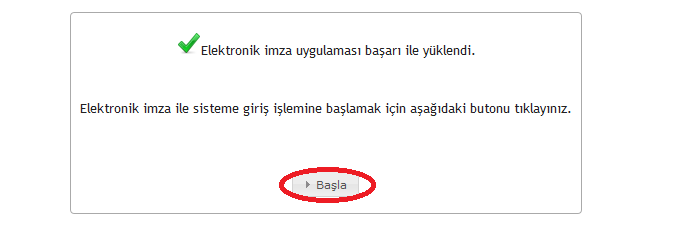 Elektronik imza uygulaması başarı ile yüklendi.
Elektronik imza ile sisteme giriş işlemine başlamak için aşağıdaki butonu tıklayınız.
Başla